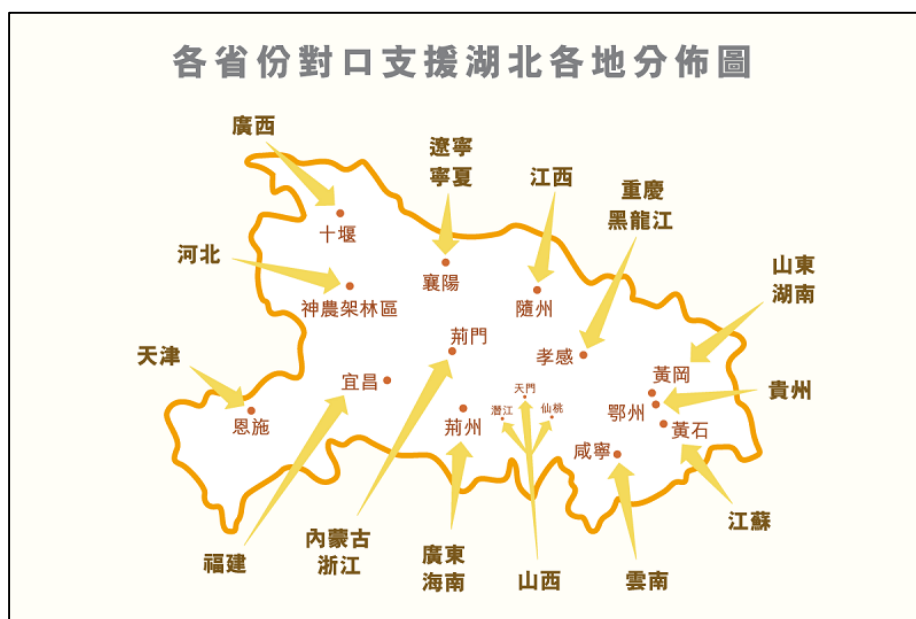 各省份對口支援湖北各地分佈圖
廣西
遼寧
寧夏
江西
重慶
黑龍江
十堰
河北
襄陽
山東
湖南
神農架林區
隨州
荊門
孝感
天津
宜昌
黃岡
貴州
天門
恩施
荊州
潛江
仙桃
鄂州
黃石
咸寧
江蘇
福建
內蒙古
浙江
廣東
海南
山西
雲南